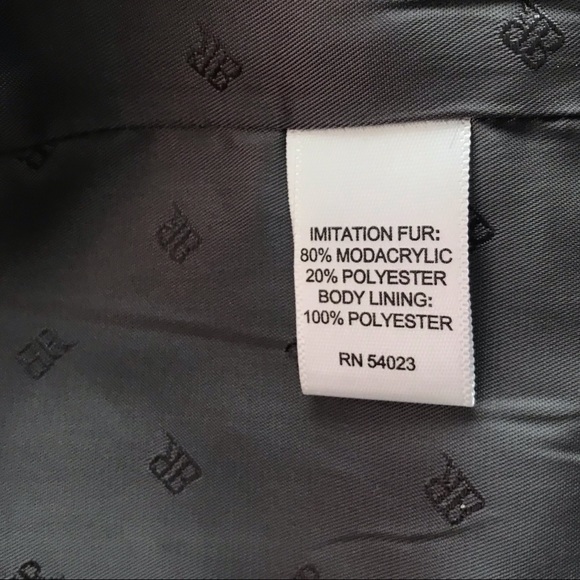 IMITATION FUR:
80% MODACRYLIC
20% POLYESTER
BODY LINING:
100% POLYESTER
RN 54023